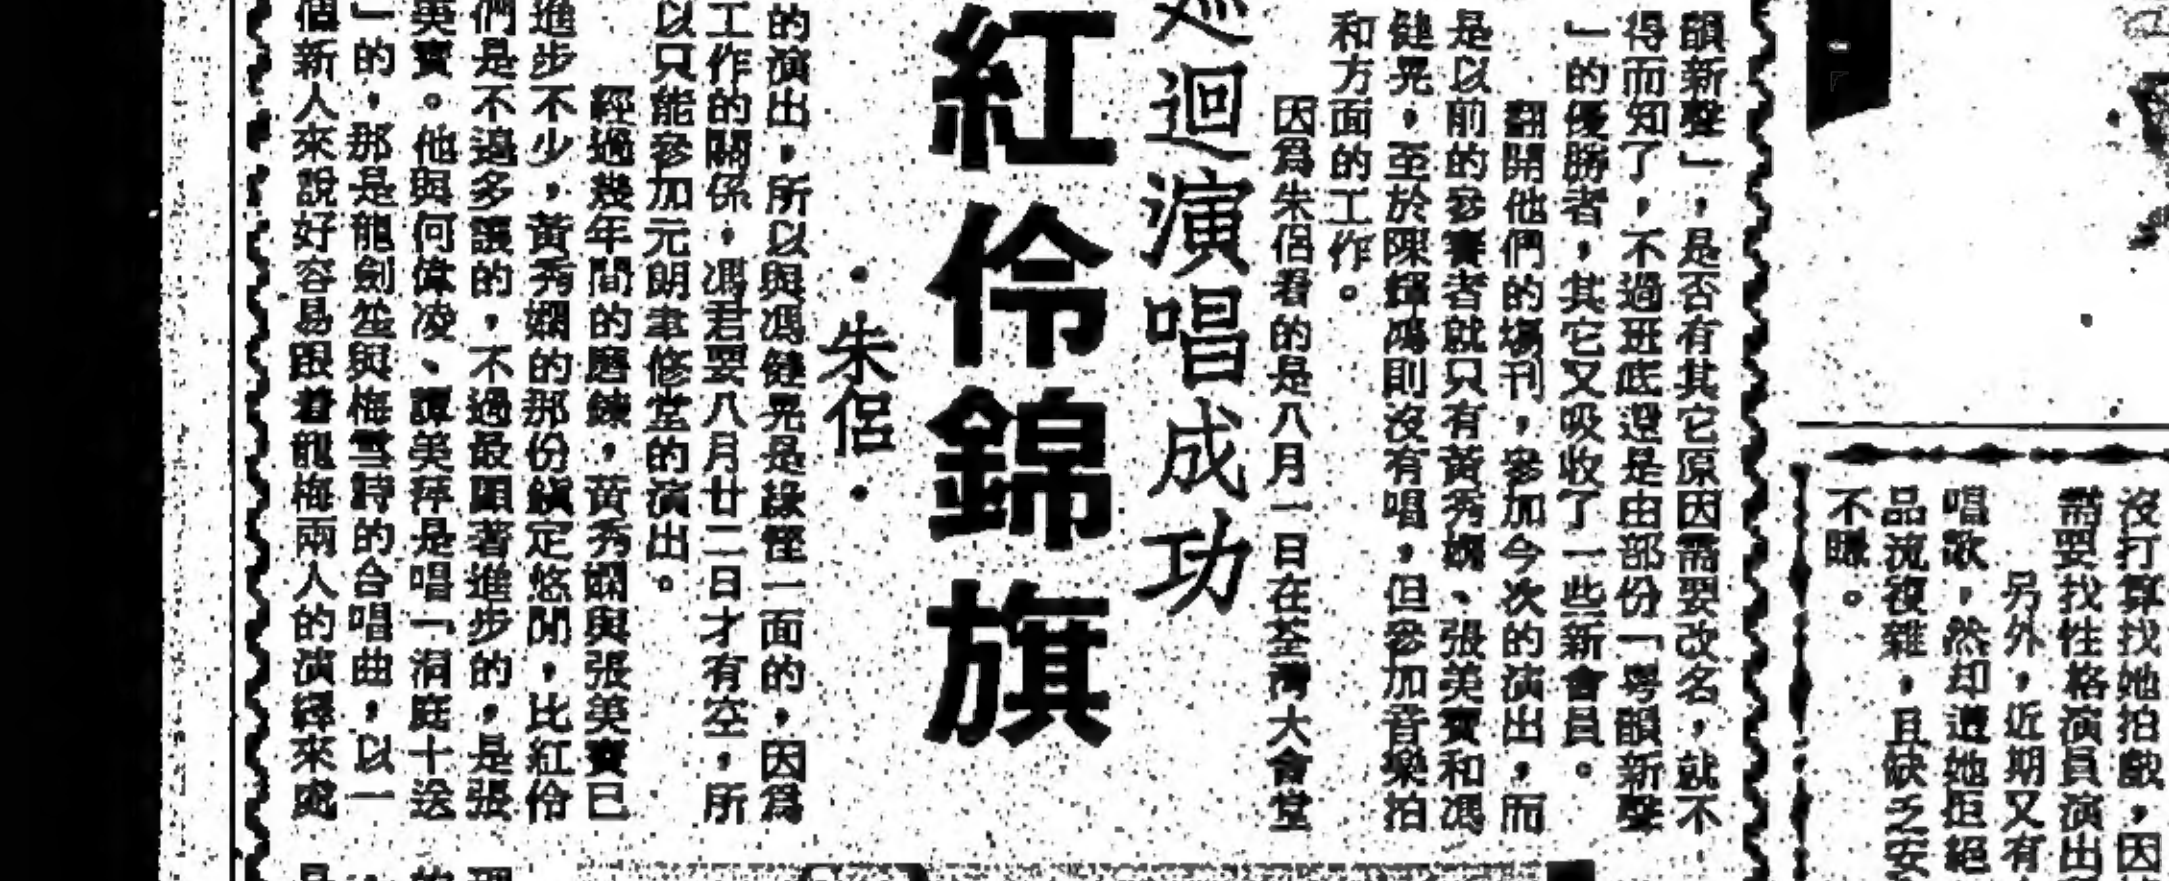 沒打算找她拍戲，因
需要找性格演員演出
另外，近期又有
唱歌，然却遭她拒絕
品流複雜，且缺乏安
不賺。
韻新聲」，是否有其它原因需要改名，就不
得而知了，不過班底還是由部份「粵韻新聲
」的優勝者，其它又吸收了一些新會員。
翻開他們的場刊，參加今次的演出，而
是以前的參賽者就只有黃秀嫻、張美寶和馮
健晃，至於陳輝鴻則沒有唱，但參加音樂拍
和方面的工作。
因爲朱侶看的是八月一日在荃灣大會堂
巡迴演唱成功
紅伶錦旗
·朱侶·
的演出，所以與馮健晃是緣慳一面的，因爲
工作的關係，馮君要八月廿二日才有空，所
以只能參加元朗聿修堂的演出。
經過幾年間的磨鍊，黃秀嫻與張美寶已
進步不少，黃秀嫻的那份鎮定悠閒，比紅伶
們是不遑多讓的，不過最顯著進步的，是張
美寶。他與何偉凌、譚美萍是唱「洞庭十送
」的，那是龍劍笙與梅雪詩的合唱曲，以一
個新人來說好容易跟着龍梅兩人的演繹來處